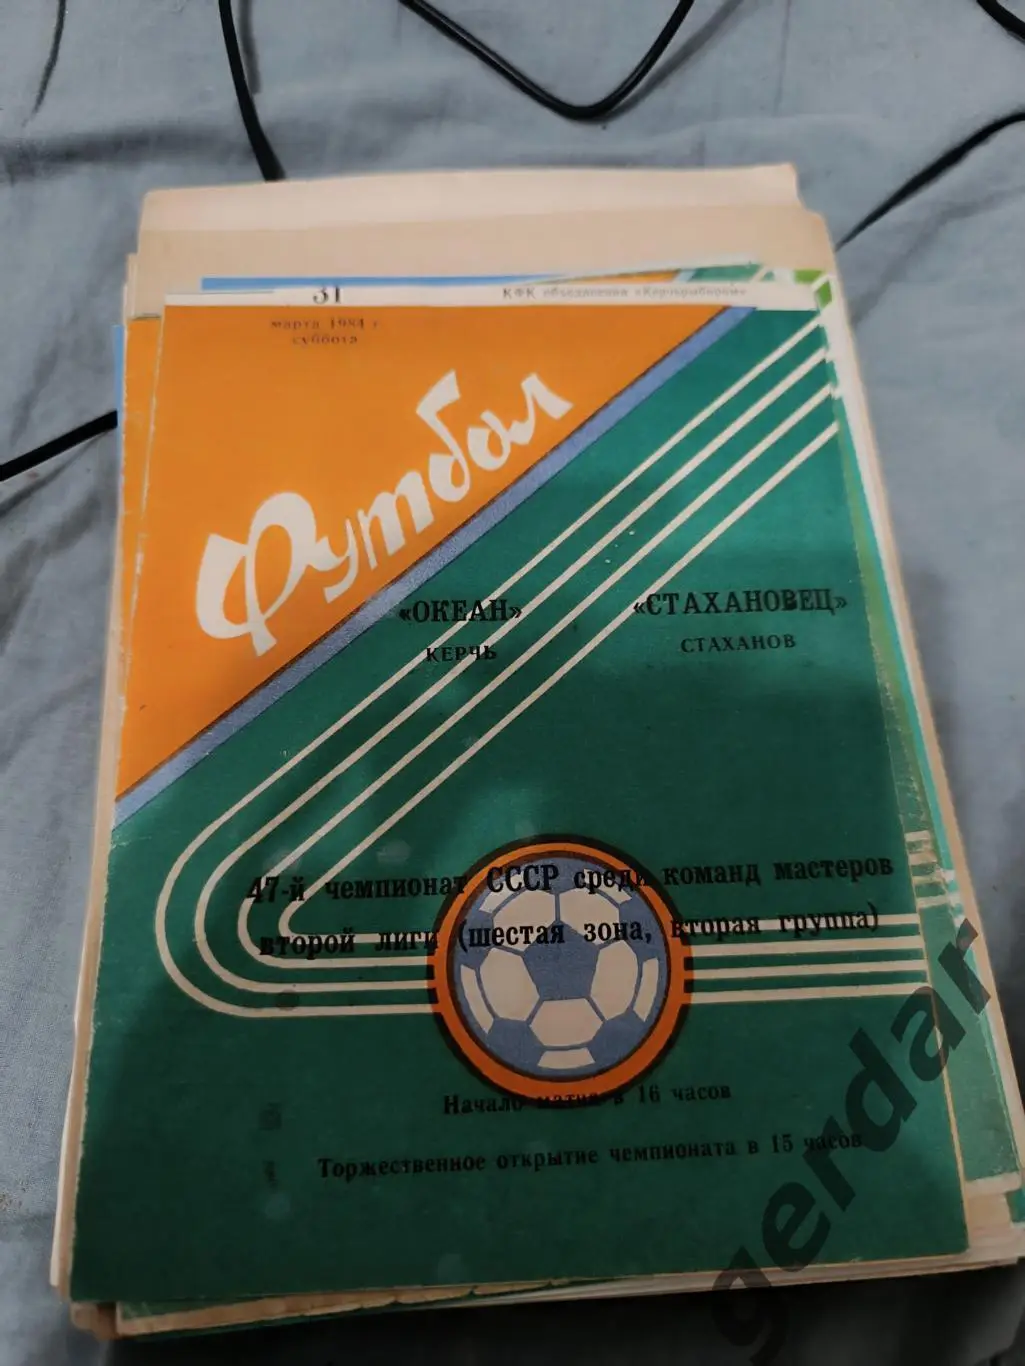 31
КФК объединения «Керчьрыбпром»
марта 1984 г.
суббота
Футбол
«ОКЕАН»
КЕРЧЬ
«СТАХАНОВЕЦ»
СТАХАНОВ
47-й чемпионат СССР среди команд мастеров
второй лиги (шестая зона, вторая группа)
Начало матча в 16 часов
Торжественное открытие чемпионата в 15 часов
gerdar